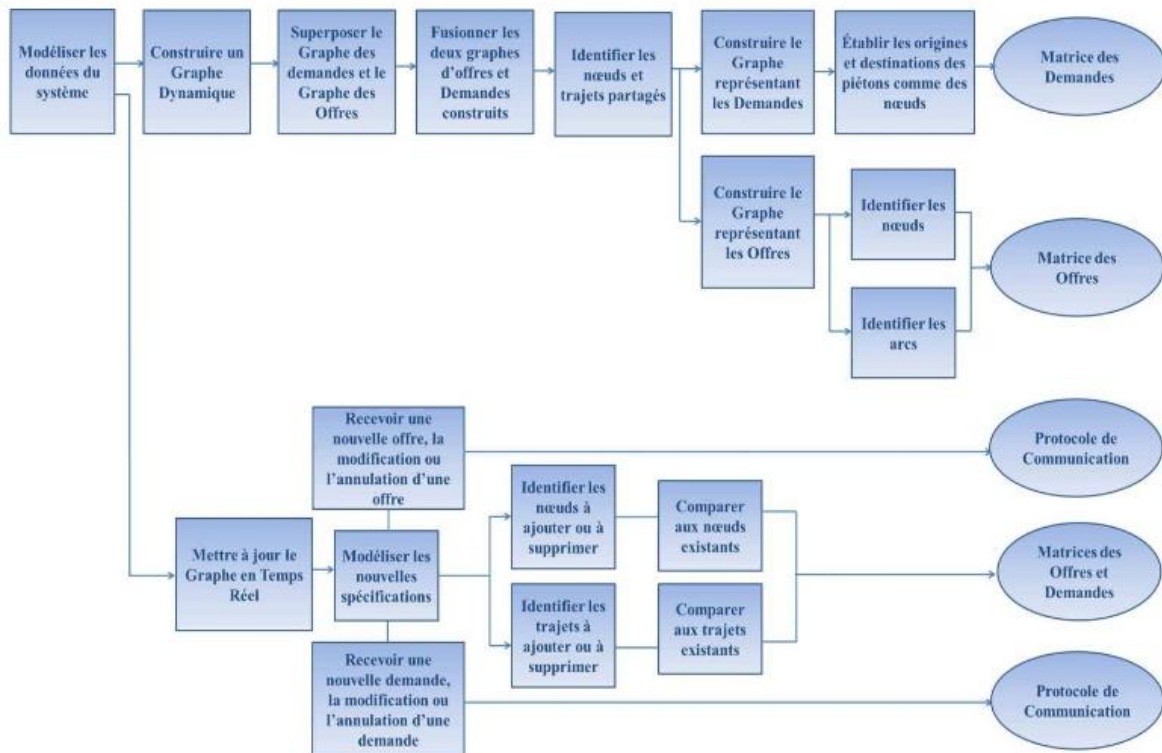 Modéliser les
données du
système
Construire un
Graphe
Dynamique
Superposer le
Graphe des
demandes et le
Graphe des
Offres
Fusionner les
deux graphes
d’offres et
Demandes
construits
Identifier les
nœuds et
trajets partagés
Construire le
Graphe
représentant
les Demandes
Établir les origines
et destinations des
piétons comme des
nœuds
Matrice des
Demandes
Construire le
Graphe
représentant
les Offres
Identifier les
nœuds
Matrice des
Offres
Identifier les
arcs
Recevoir une
nouvelle offre, la
modification ou
l’annulation d’une
offre
Protocole de
Communication
Identifier les
nœuds à
ajouter ou à
supprimer
Comparer
aux nœuds
existants
Mettre à jour le
Graphe en Temps
Réel
Modéliser les
nouvelles
spécifications
Matrices des
Offres et
Demandes
Identifier les
trajets à
ajouter ou à
supprimer
Comparer
aux trajets
existants
Recevoir une
nouvelle demande,
la modification ou
l’annulation d’une
demande
Protocole de
Communication